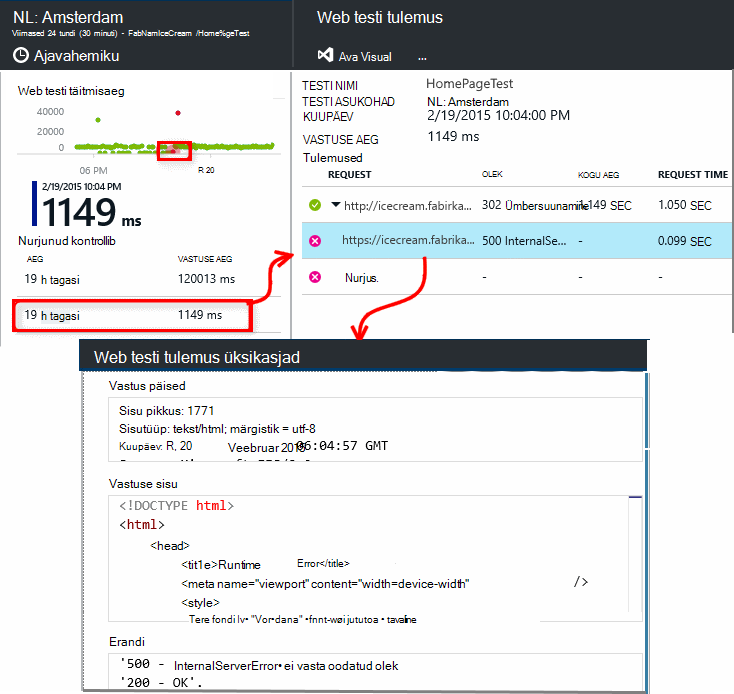 NL: Amsterdam
Viimased 24 tundi (30 minuti) - FabNamIceCream /Home%geTest
Ajavahemiku
Web testi täitmisaeg
40000
20000
0
06 PM
R 20
2/19/2015 10:04 PM
1149 ms
Nurjunud kontrollib
AEG VASTUSE AEG
19 h tagasi 120013 ms
19 h tagasi 1149 ms
Web testi tulemus
Ava Visual ...
TESTI NIMI HomePageTest
TESTI ASUKOHAD NL: Amsterdam
KUUPÄEV 2/19/2015 10:04:00 PM
VASTUSE AEG 1149 ms
Tulemused
REQUEST OLEK KOGU AEG REQUEST TIME
http://icecream.fabirka... 302 Ümbersuunamine 1.149 SEC 1.050 SEC
https://icecream.fabrika... 500 InternalSe... - 0.099 SEC
Nurjus. - - -
Web testi tulemus üksikasjad
Vastus päised
Sisu pikkus: 1771
Sisutüüp: tekst/html; märgistik = utf-8
Kuupäev: R, 20 Veebruar 2015 06:04:57 GMT
Vastuse sisu
<!DOCTYPE html>
<html>
<head>
<tit1e>Runtime Error</title>
<meta name="viewport" content="width=device-width" />
<style>
Tere fondi lv• "Vor•dana" •fnnt-wøi jututoa • tavaline
Erandi
'500 - InternalServerError• ei vasta oodatud olek
'200 - OK'.